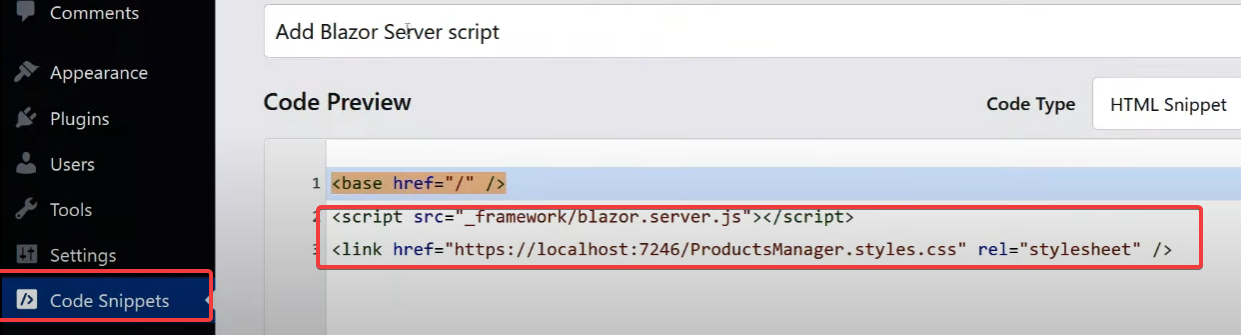 Comments
Appearance
Plugins
Users
Tools
Settings
Code Snippets
Add Blazor Server script
Code Preview
Code Type
HTML Snippet
1 <base href="/" />
2 <script src="_framework/blazor.server.js"></script>
3 <link href="https://localhost:7246/ProductsManager.styles.css" rel="stylesheet" />